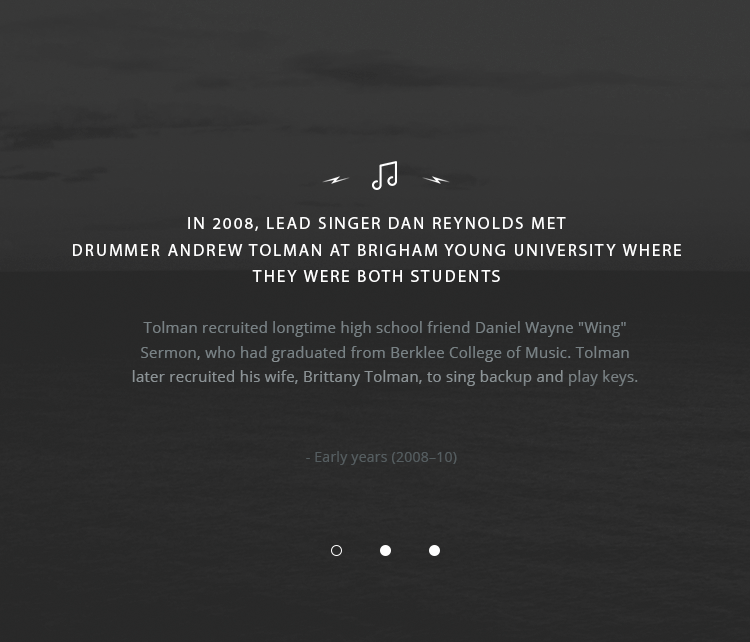 IN 2008, LEAD SINGER DAN REYNOLDS MET
DRUMMER ANDREW TOLMAN AT BRIGHAM YOUNG UNIVERSITY WHERE
THEY WERE BOTH STUDENTS
Tolman recruited longtime high school friend Daniel Wayne "Wing"
Sermon, who had graduated from Berklee College of Music. Tolman
later recruited his wife, Brittany Tolman, to sing backup and play keys.
- Early years (2008–10)